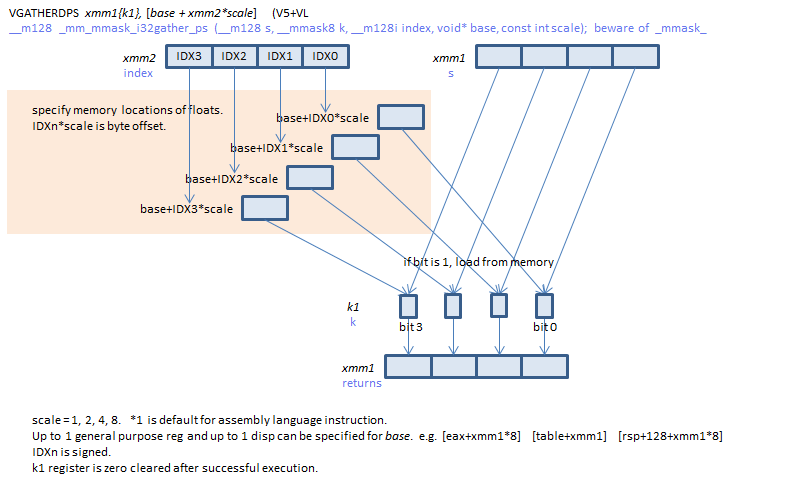 VGATHERDPS xmm1{k1}, [base + xmm2*scale] (V5+VL
__m128 _mm_mmask_i32gather_ps (__m128 s, __mmask8 k, __m128i index, void* base, const int scale); beware of _mmask_
xmm2 IDX3 IDX2 IDX1 IDX0 xmm1
index s
specify memory locations of floats.
IDXn*scale is byte offset.
base+IDX0*scale
base+IDX1*scale
base+IDX2*scale
base+IDX3*scale
if bit is 1, load from memory
k1
k
bit 3 bit 0
xmm1
returns
scale = 1, 2, 4, 8. *1 is default for assembly language instruction.
Up to 1 general purpose reg and up to 1 disp can be specified for base. e.g. [eax+xmm1*8] [table+xmm1] [rsp+128+xmm1*8]
IDXn is signed.
k1 register is zero cleared after successful execution.